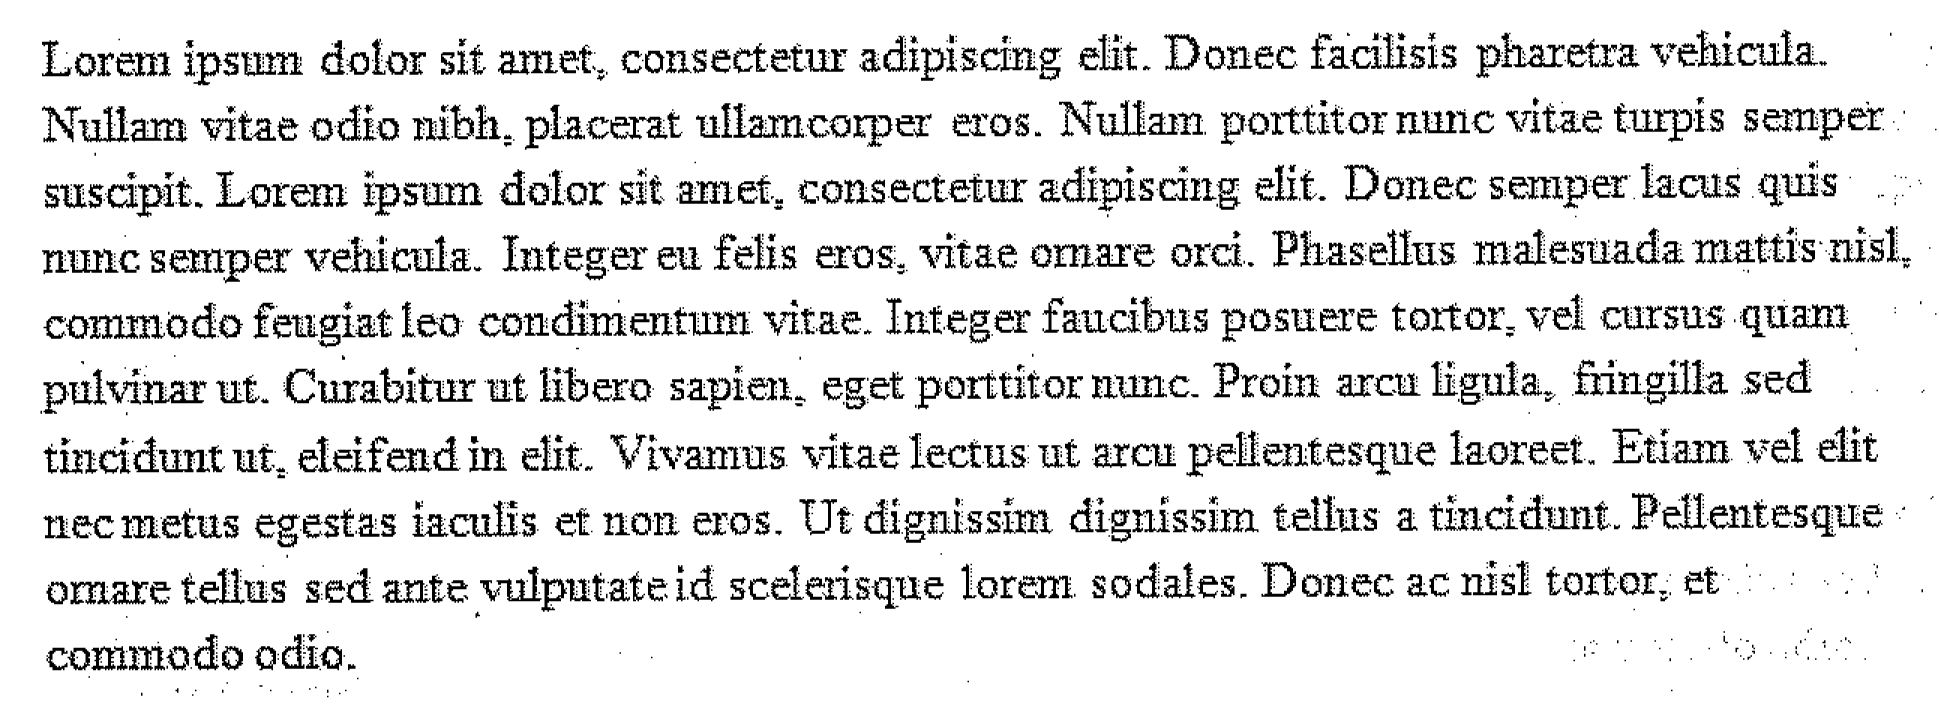 Lorem ipsum dolor sit amet, consectetur adipiscing elit. Donec facilisis pharetra vehicula.
Nullam vitae odio nibh, placerat ullamcorper eros. Nullam porttitor nunc vitae turpis semper
suscipit. Lorem ipsum dolor sit amet, consectetur adipiscing elit. Donec semper lacus quis
nunc semper vehicula. Integer eu felis eros, vitae ornare orci. Phasellus malesuada mattis nisl,
commodo feugiat leo condimentum vitae. Integer faucibus posuere tortor, vel cursus quam
pulvinar ut. Curabitur ut libero sapien, eget porttitor nunc. Proin arcu ligula, fringilla sed
tincidunt ut, eleifend in elit. Vivamus vitae lectus ut arcu pellentesque laoreet. Etiam vel elit
nec metus egestas iaculis et non eros. Ut dignissim dignissim tellus a tincidunt. Pellentesque
ornare tellus sed ante vulputate id scelerisque lorem sodales. Donec ac nisl tortor, et
commodo odio.